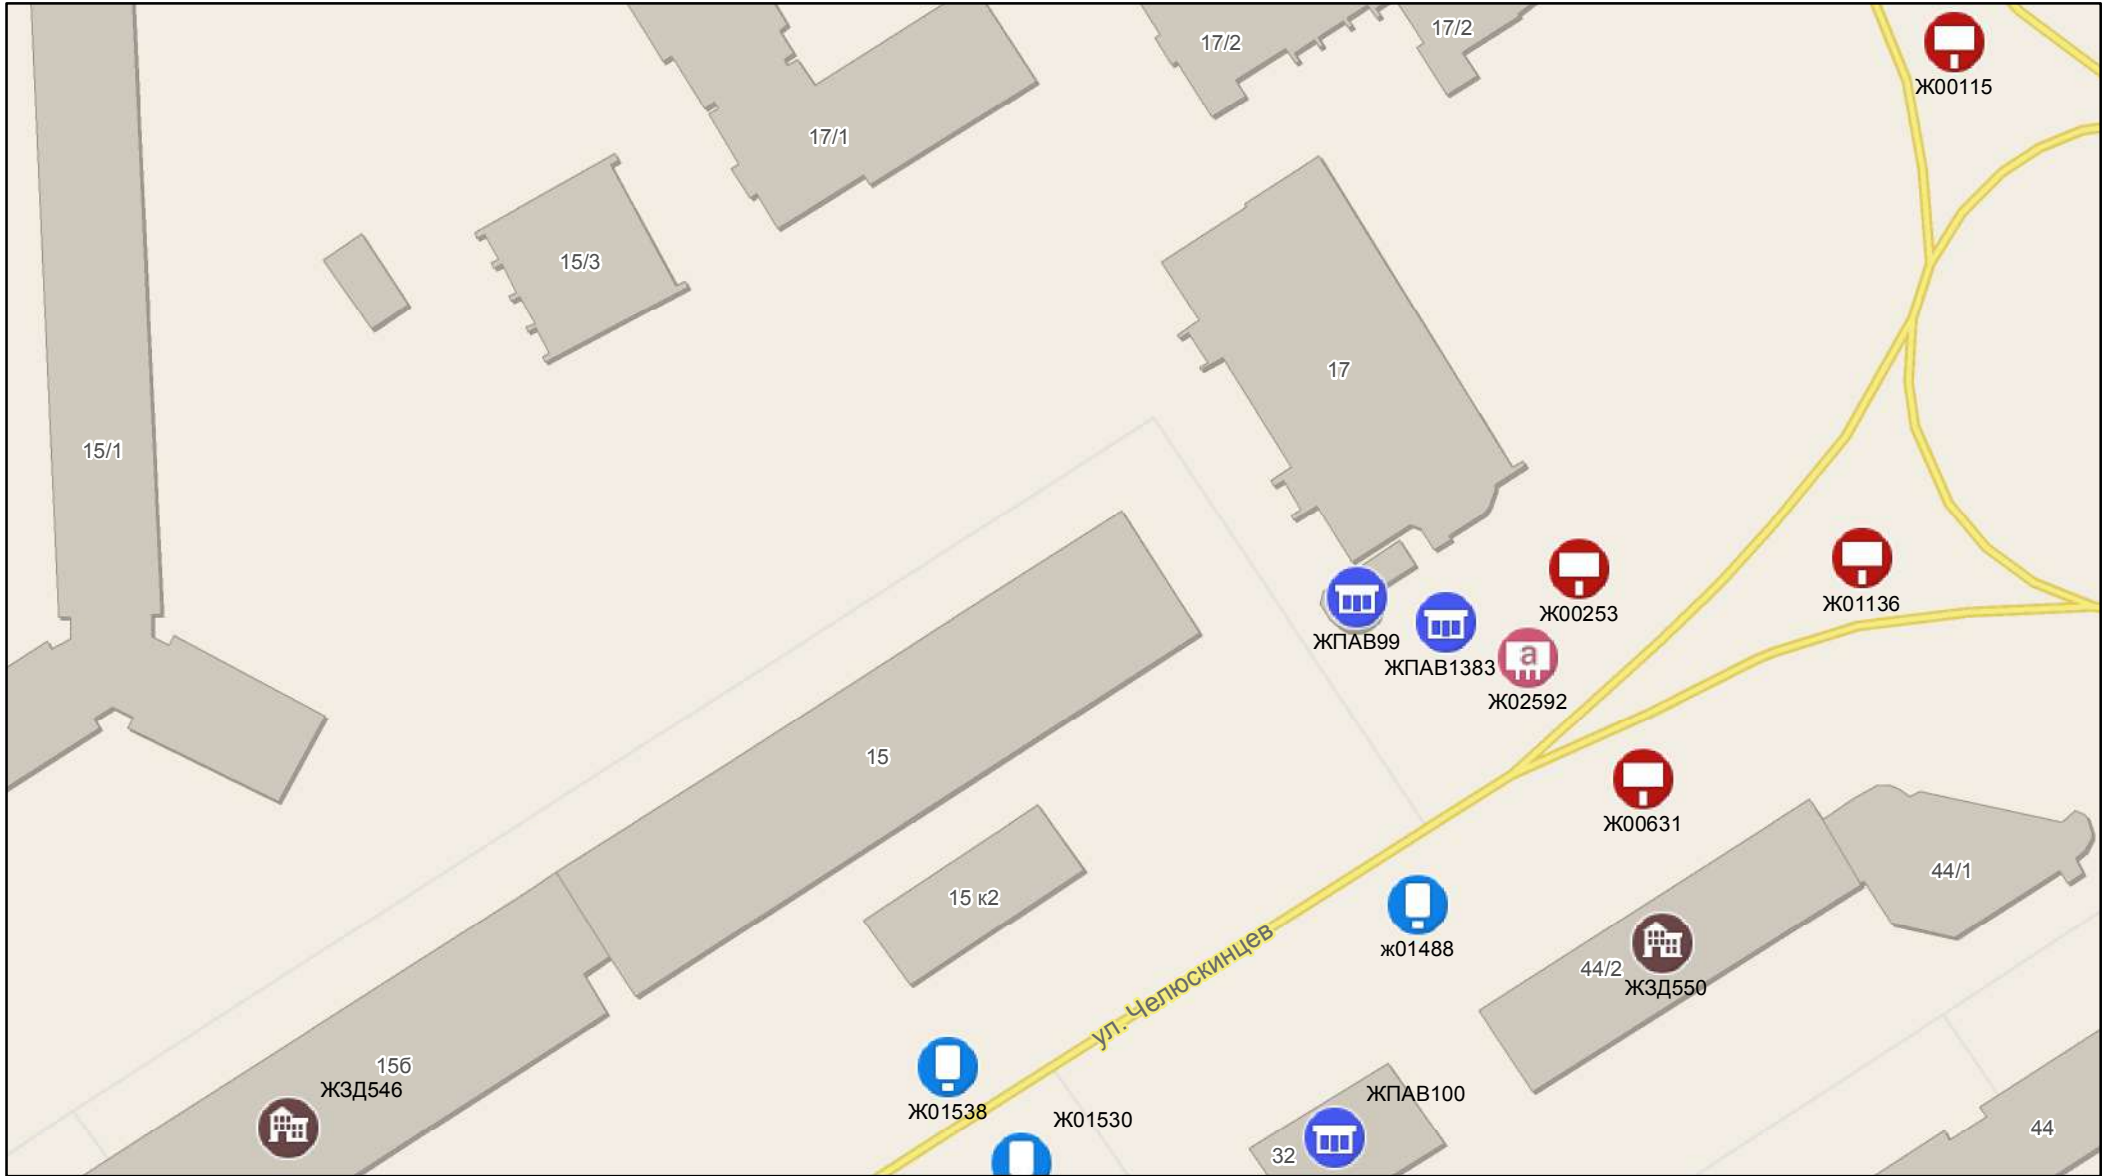 17/2
17/2
Ж00115
17/1
15/3
17
15/1
Ж00253
Ж01136
ЖПАВ99
ЖПАВ1383
а
Ж02592
15
Ж00631
44/1
15 к2
ж01488
44/2
ЖЗД550
ул. Челюскинцев
15б
ЖЗД546
Ж01538
Ж01530
ЖПАВ100
32
44